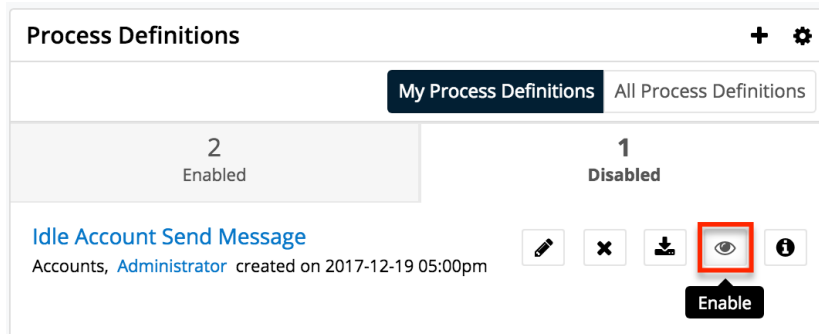 Process Definitions
My Process Definitions All Process Definitions
2 1
Enabled Disabled
Idle Account Send Message
Accounts, Administrator created on 2017-12-19 05:00pm
Enable